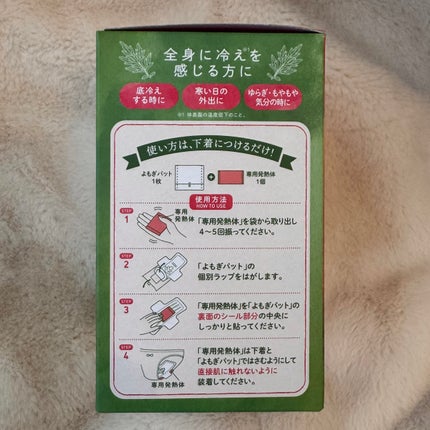 全身に冷え※1を
感じる方に
底冷え
する時に
寒い日の
外出に
ゆらぎ・もやもや
気分の時に
※1 体表面の温度低下のこと。
使い方は、下着につけるだけ!
よもぎパット
1枚
+
専用発熱体
1個
使用方法
HOW TO USE
STEP
1
専用
発熱体
「専用発熱体」を袋から取り出し
4~5回振ってください。
STEP
2
「よもぎパット」の
個別ラップをはがします。
STEP
3
「専用発熱体」を「よもぎパット」の
裏面のシール部分の中央に
しっかりと貼ってください。
STEP
4
専用発熱体
「専用発熱体」は下着と
「よもぎパット」ではさむようにして
直接肌に触れないように
装着してください。